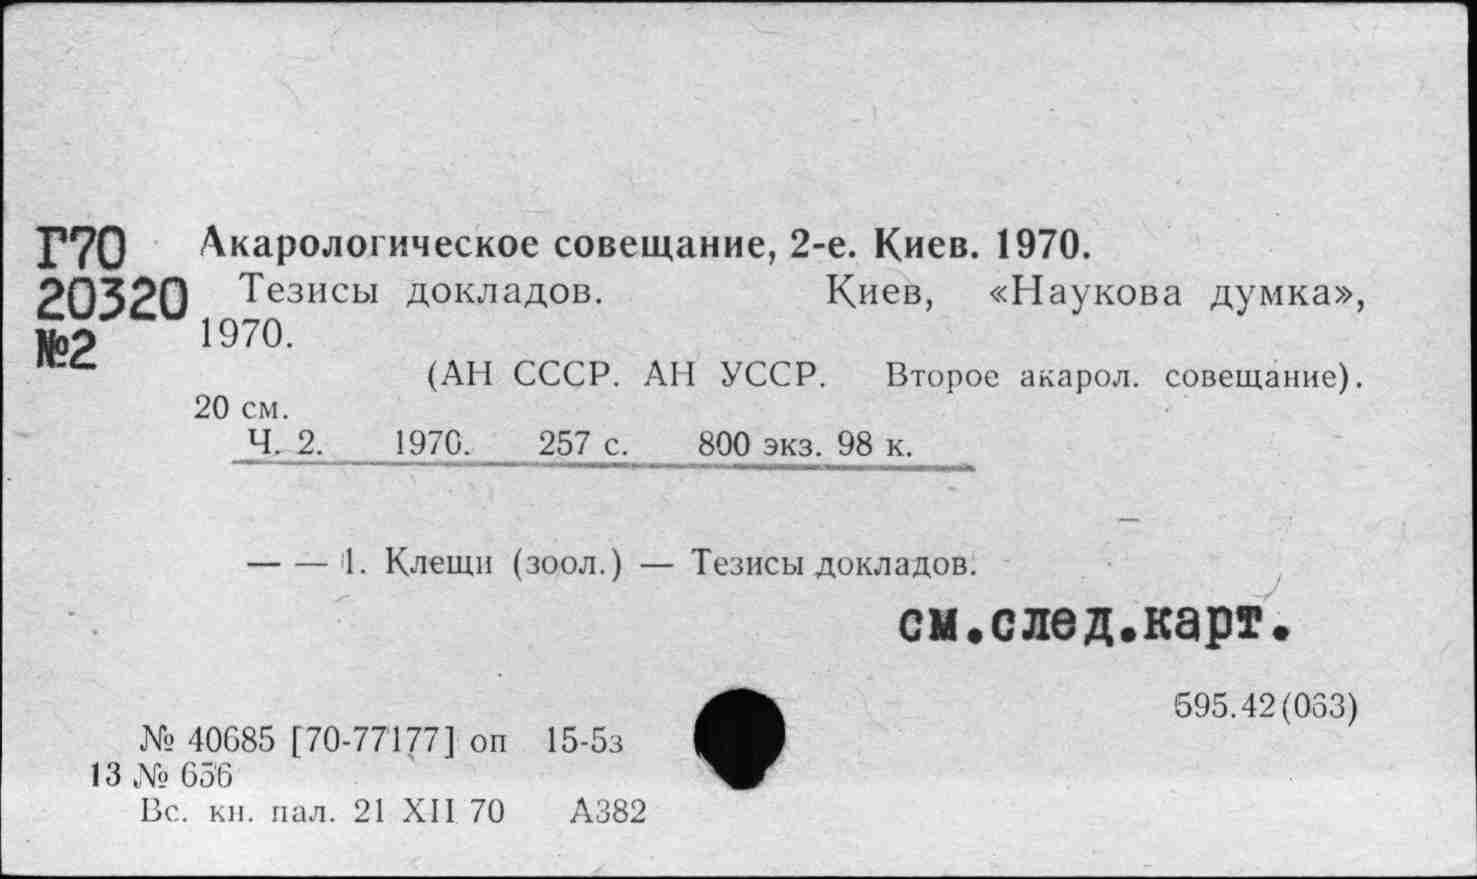 Г70 Акарологическое совещание, 2-е. Киев. 1970.
20320 Тезисы докладов. Киев, «Наукова думка»,
№2 1970.
(АН СССР. АН УССР. Второе акарол. совещание).
20 см.
Ч. 2. 1970. 257 с. 800 экз. 98 к.
— — 1. Клещи (зоол.) — Тезисы докладов.
см.след.карт.
595.42(063)
№ 40685 [70-77177] оп 15-5з
13 № 656
Вс. кн. пал. 21 XII 70 А382